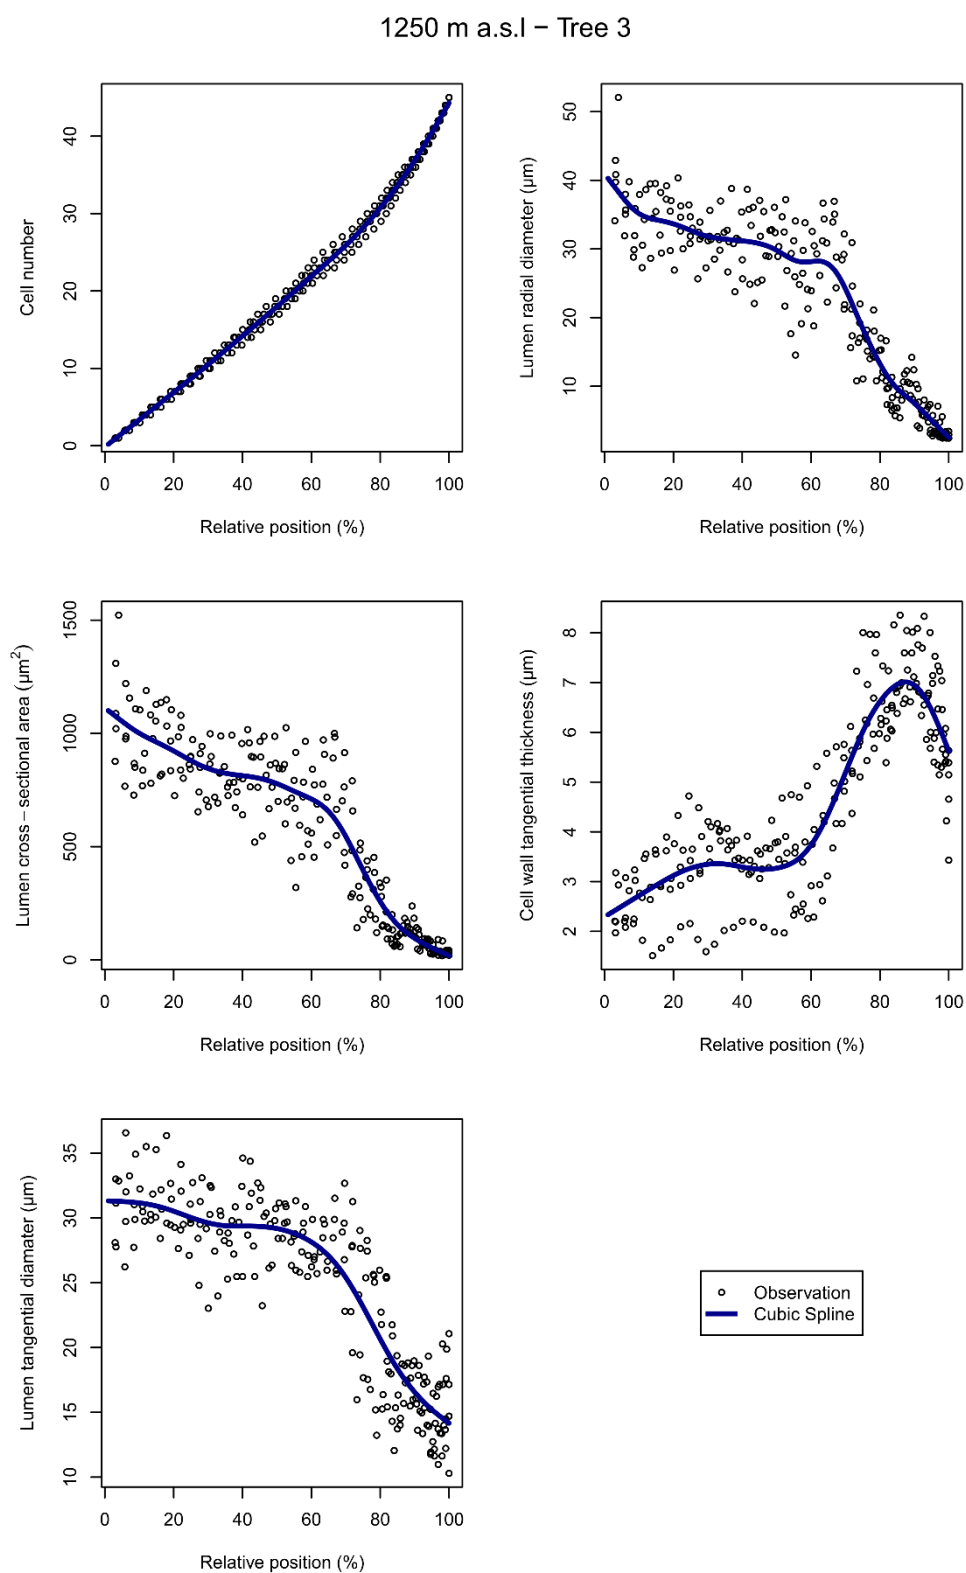 1250 m a.s.l − Tree 3
Cell number
0
10
20
30
40
0 20 40 60 80 100
Relative position (%)
Lumen radial diameter (μm)
10
20
30
40
50
0 20 40 60 80 100
Relative position (%)
Lumen cross−sectional area (μm²)
0
500
1000
1500
0 20 40 60 80 100
Relative position (%)
Cell wall tangential thickness (μm)
2
3
4
5
6
7
8
0 20 40 60 80 100
Relative position (%)
Lumen tangential diamater (μm)
10
15
20
25
30
35
0 20 40 60 80 100
Relative position (%)
Observation
Cubic Spline